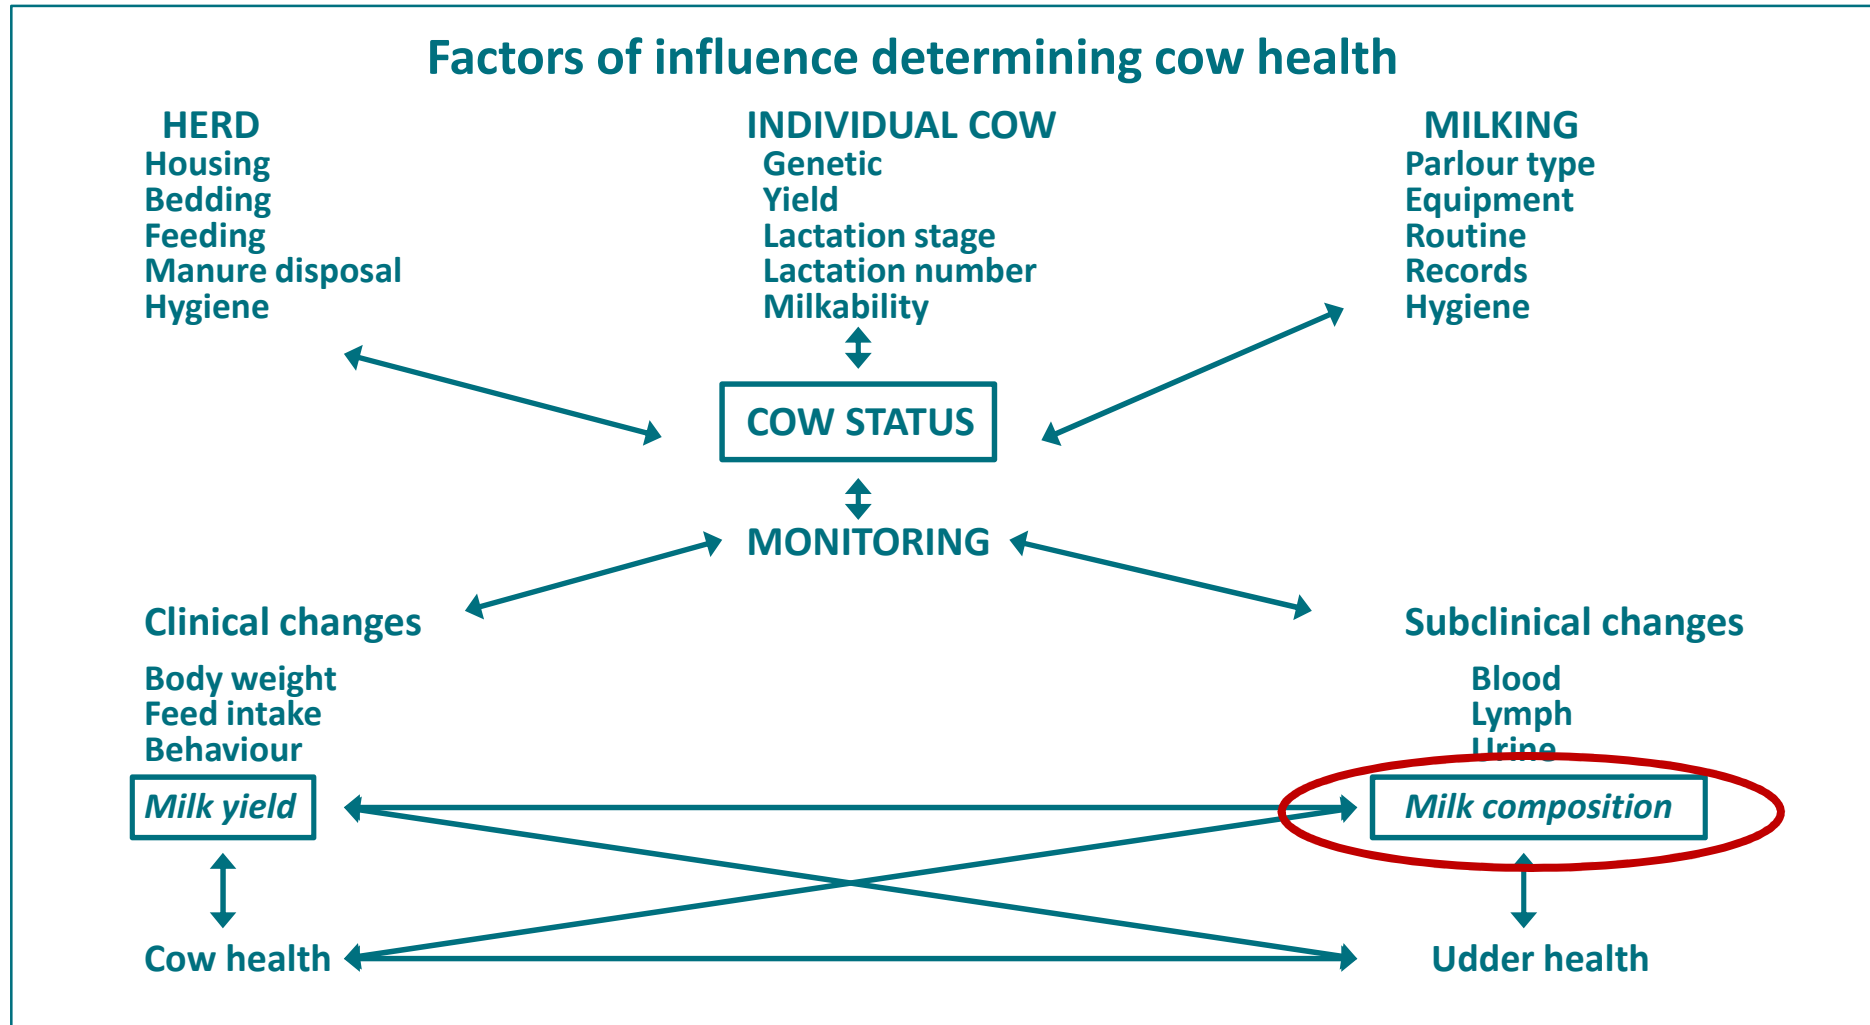 Factors of influence determining cow health
HERD
Housing
Bedding
Feeding
Manure disposal
Hygiene
INDIVIDUAL COW
Genetic
Yield
Lactation stage
Lactation number
Milkability
MILKING
Parlour type
Equipment
Routine
Records
Hygiene
COW STATUS
MONITORING
Clinical changes
Body weight
Feed intake
Behaviour
Milk yield
Cow health
Subclinical changes
Blood
Lymph
Urine
Milk composition
Udder health